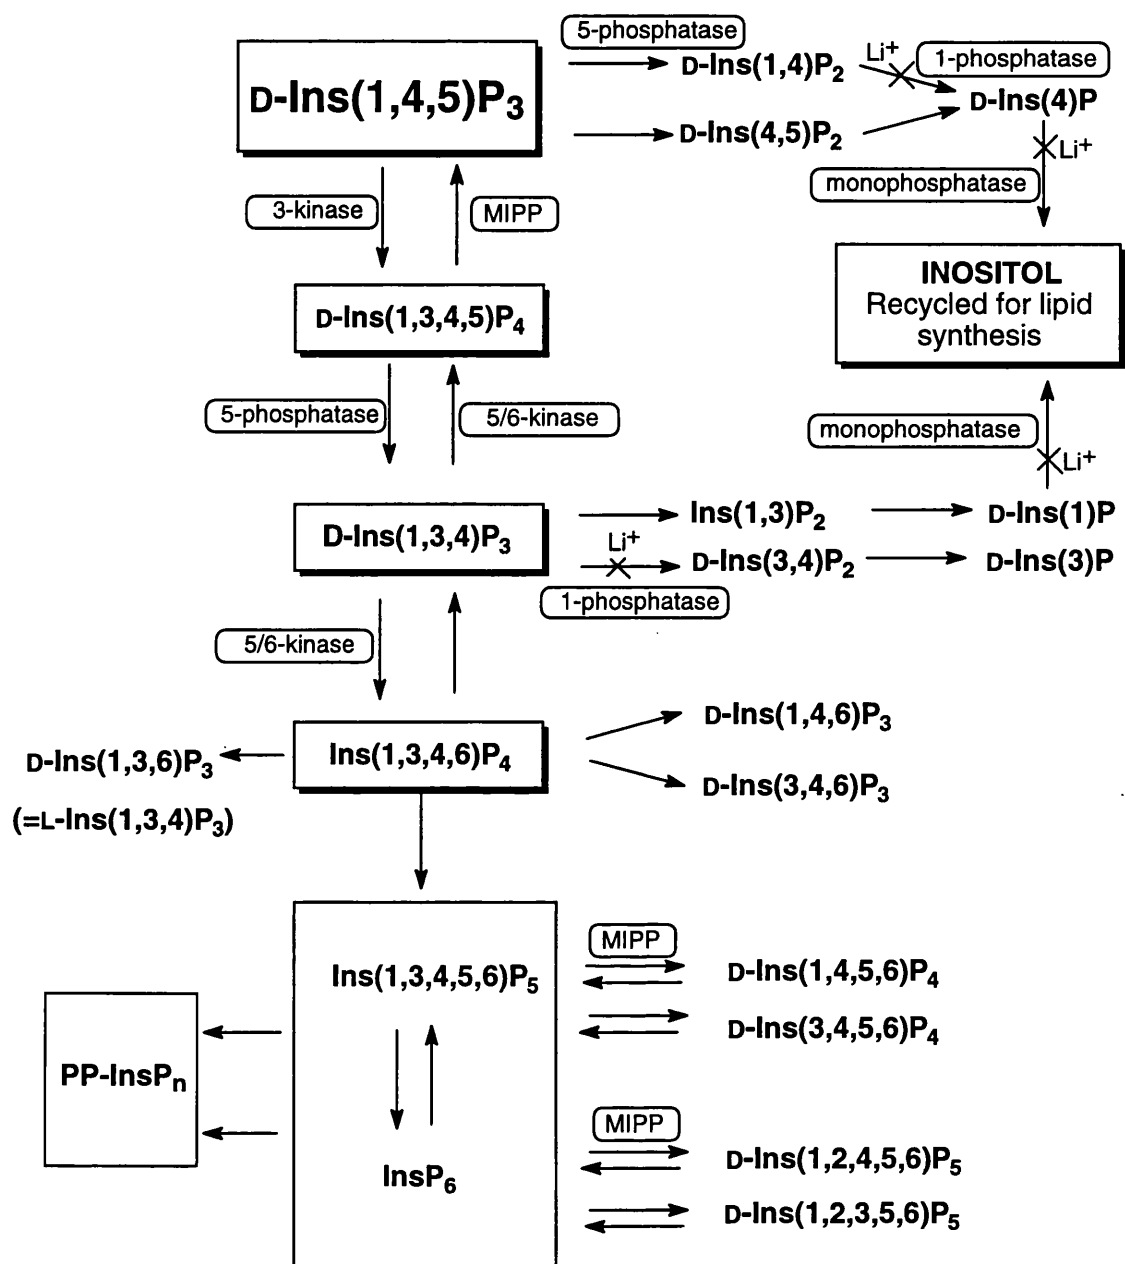 5-phosphatase
D-Ins(1,4,5)P3
D-Ins(1,4)P2
Li+
1-phosphatase
D-Ins(4)P
D-Ins(4,5)P2
Li+
monophosphatase
3-kinase
MIPP
INOSITOL
Recycled for lipid
synthesis
D-Ins(1,3,4,5)P4
5-phosphatase
5/6-kinase
monophosphatase
Li+
D-Ins(1,3,4)P3
Ins(1,3)P2
D-Ins(1)P
Li+
D-Ins(3,4)P2
D-Ins(3)P
1-phosphatase
5/6-kinase
D-Ins(1,4,6)P3
D-Ins(1,3,6)P3
Ins(1,3,4,6)P4
D-Ins(3,4,6)P3
(=L-Ins(1,3,4)P3)
MIPP
Ins(1,3,4,5,6)P5
D-Ins(1,4,5,6)P4
D-Ins(3,4,5,6)P4
PP-InsPn
MIPP
InsP6
D-Ins(1,2,4,5,6)P5
D-Ins(1,2,3,5,6)P5